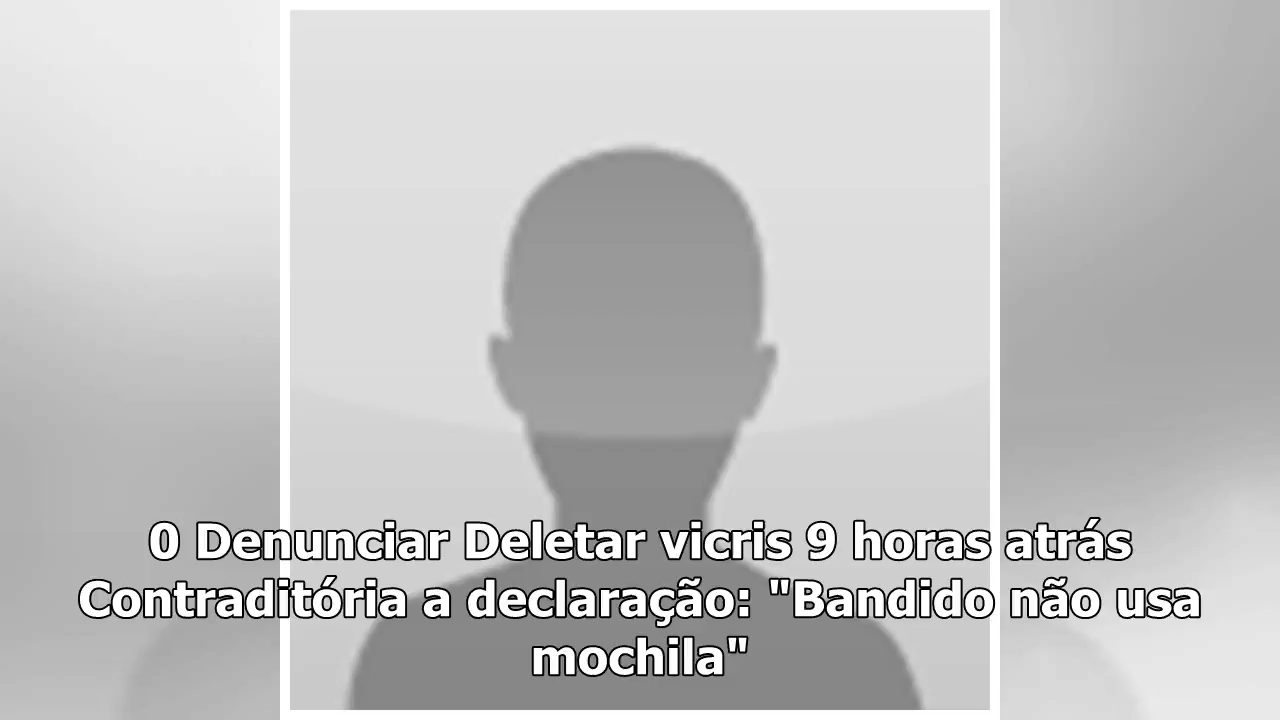 0 Denunciar Deletar vicris 9 horas atrás
Contraditória a declaração: "Bandido não usa
mochila"